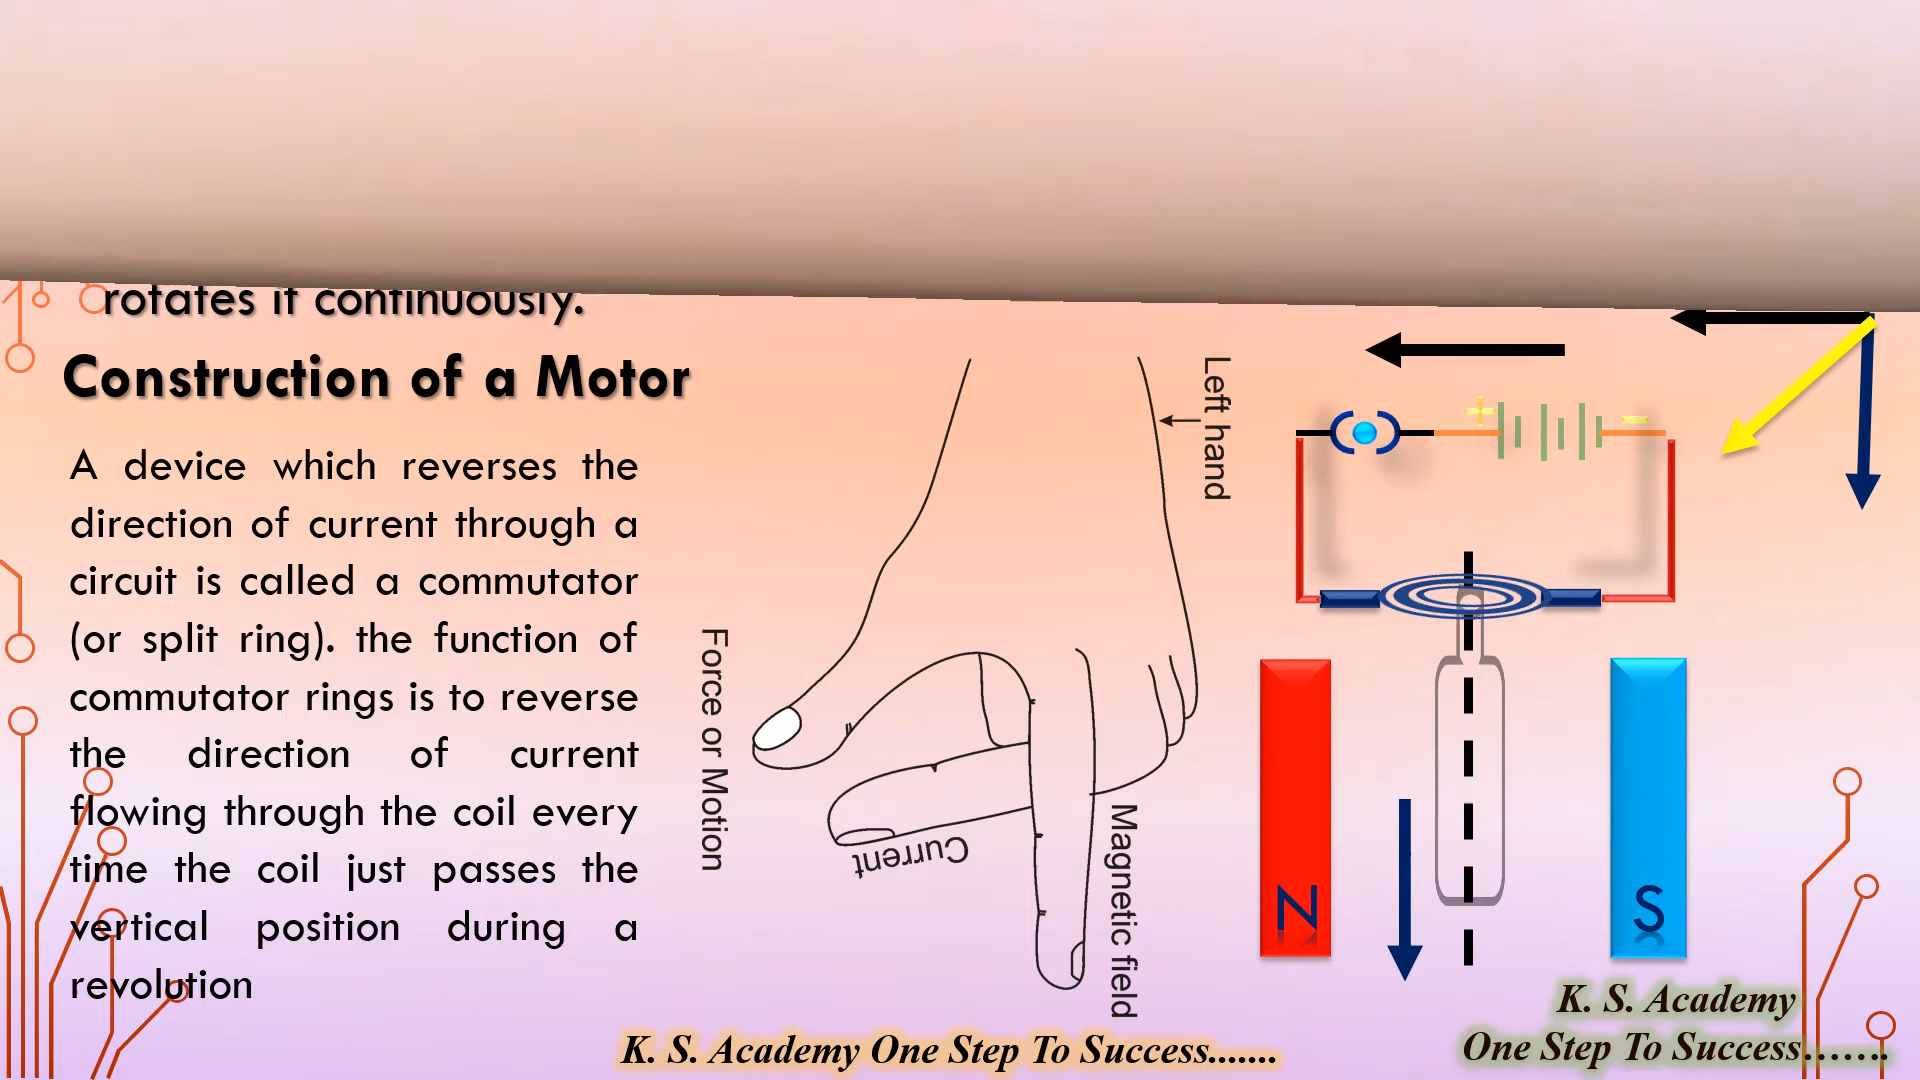 rotates it continuously.
Construction of a Motor
A device which reverses the
direction of current through a
circuit is called a commutator
(or split ring). the function of
commutator rings is to reverse
the direction of current
flowing through the coil every
time the coil just passes the
vertical position during a
revolution
Left hand
Force or Motion
Current
Magnetic field
N
S
K. S. Academy
One Step To Success.......
K. S. Academy One Step To Success.......